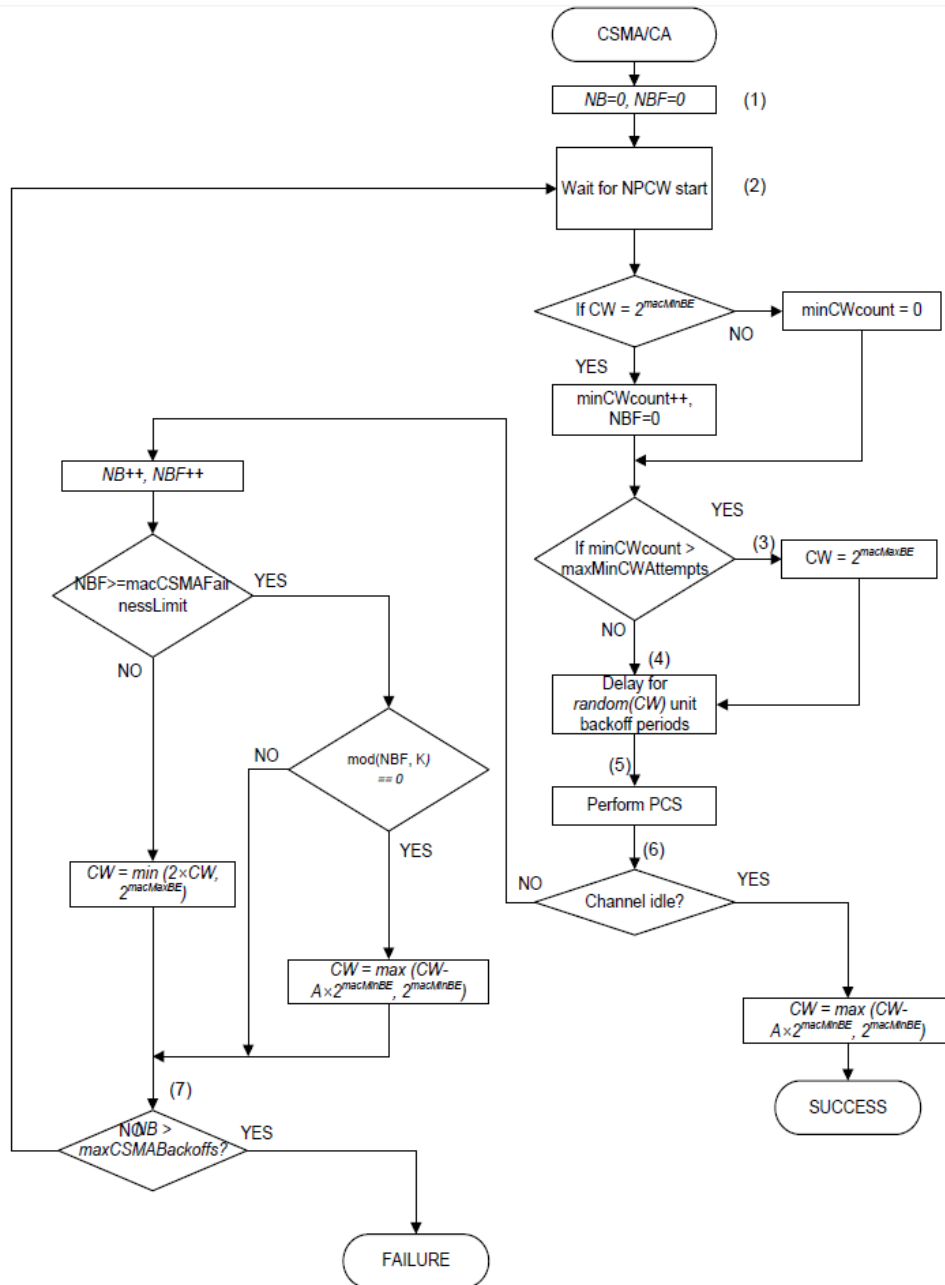 CSMA/CA
NB=0, NBF=0
(1)
Wait for NPCW start
(2)
If CW = 2^macMinBE
NO
minCWcount = 0
YES
minCWcount++,
NBF=0
NB++, NBF++
YES
If minCWcount >
maxMinCWAttempts
(3)
CW = 2^macMaxBE
NO
NBF>=macCSMAFair
nessLimit
YES
NO
(4)
Delay for
random(CW) unit
backoff periods
NO
mod(NBF, K)
== 0
YES
(5)
Perform PCS
(6)
CW = min (2×CW,
2^macMaxBE)
NO
Channel idle?
YES
CW = max (CW-
A×2^macMinBE, 2^macMinBE)
CW = max (CW-
A×2^macMinBE, 2^macMinBE)
SUCCESS
(7)
NO
NB >
maxCSMABackoffs?
YES
FAILURE